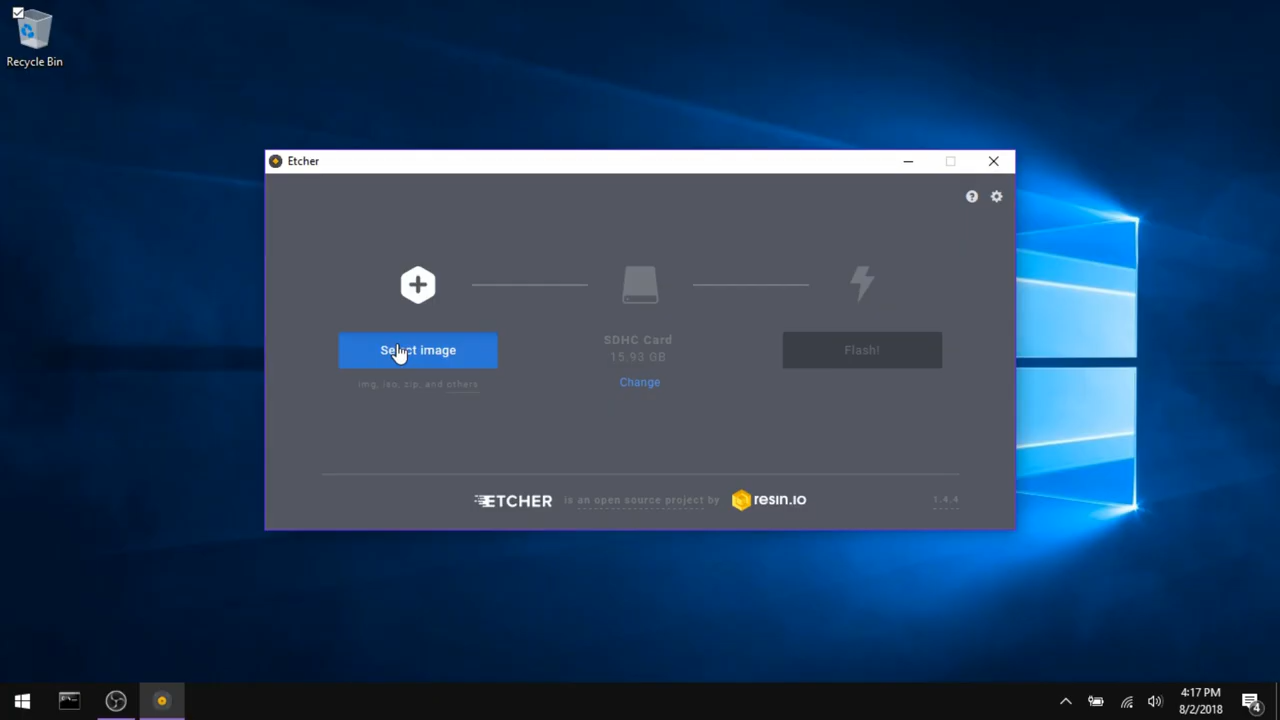 Recycle Bin
Etcher
Select image
img, iso, zip, and others
SDHC Card
15.93 GB
Change
Flash!
ETCHER is an open source project by resin.io
1.4.4
4:17 PM
8/2/2018
4